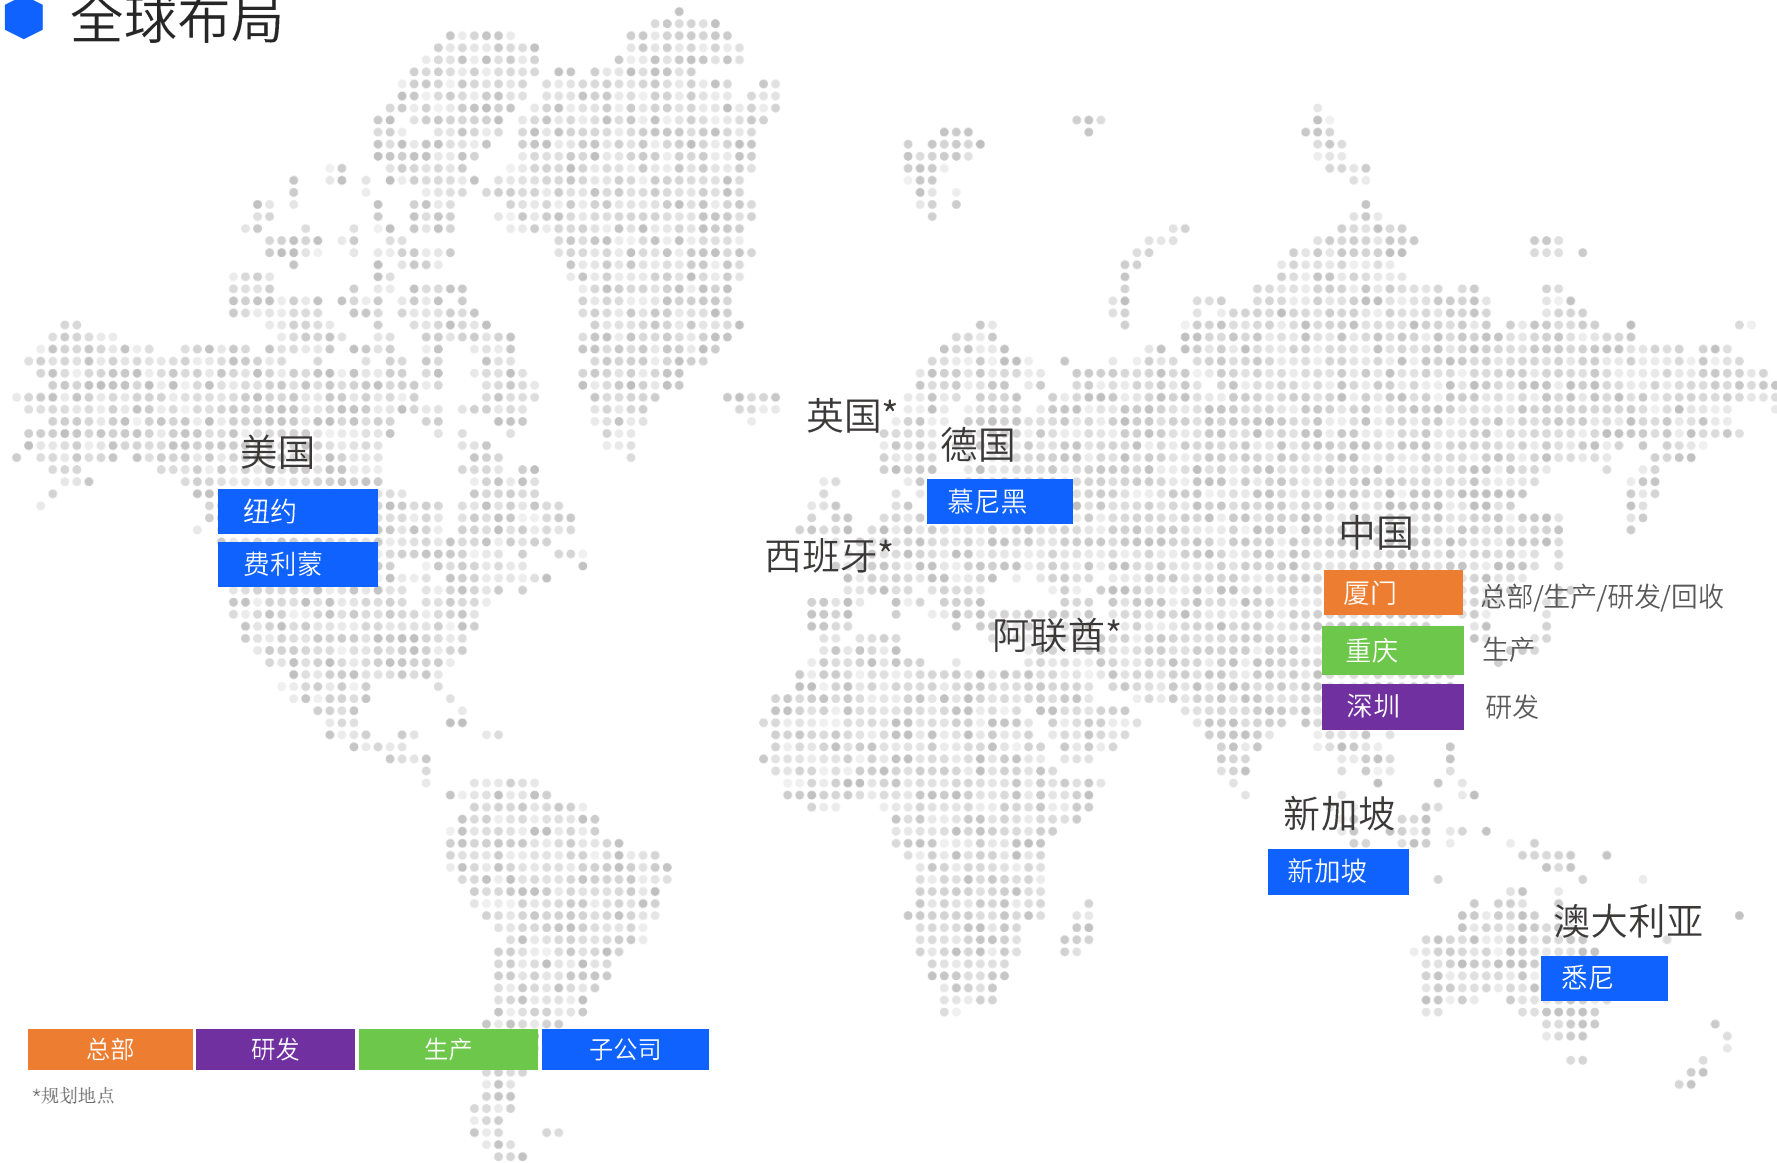 全球布局
英国*
德国
慕尼黑
美国
纽约
费利蒙
西班牙*
中国
厦门 总部/生产/研发/回收
重庆 生产
深圳 研发
阿联酋*
新加坡
新加坡
澳大利亚
悉尼
总部 研发 生产 子公司
*规划地点